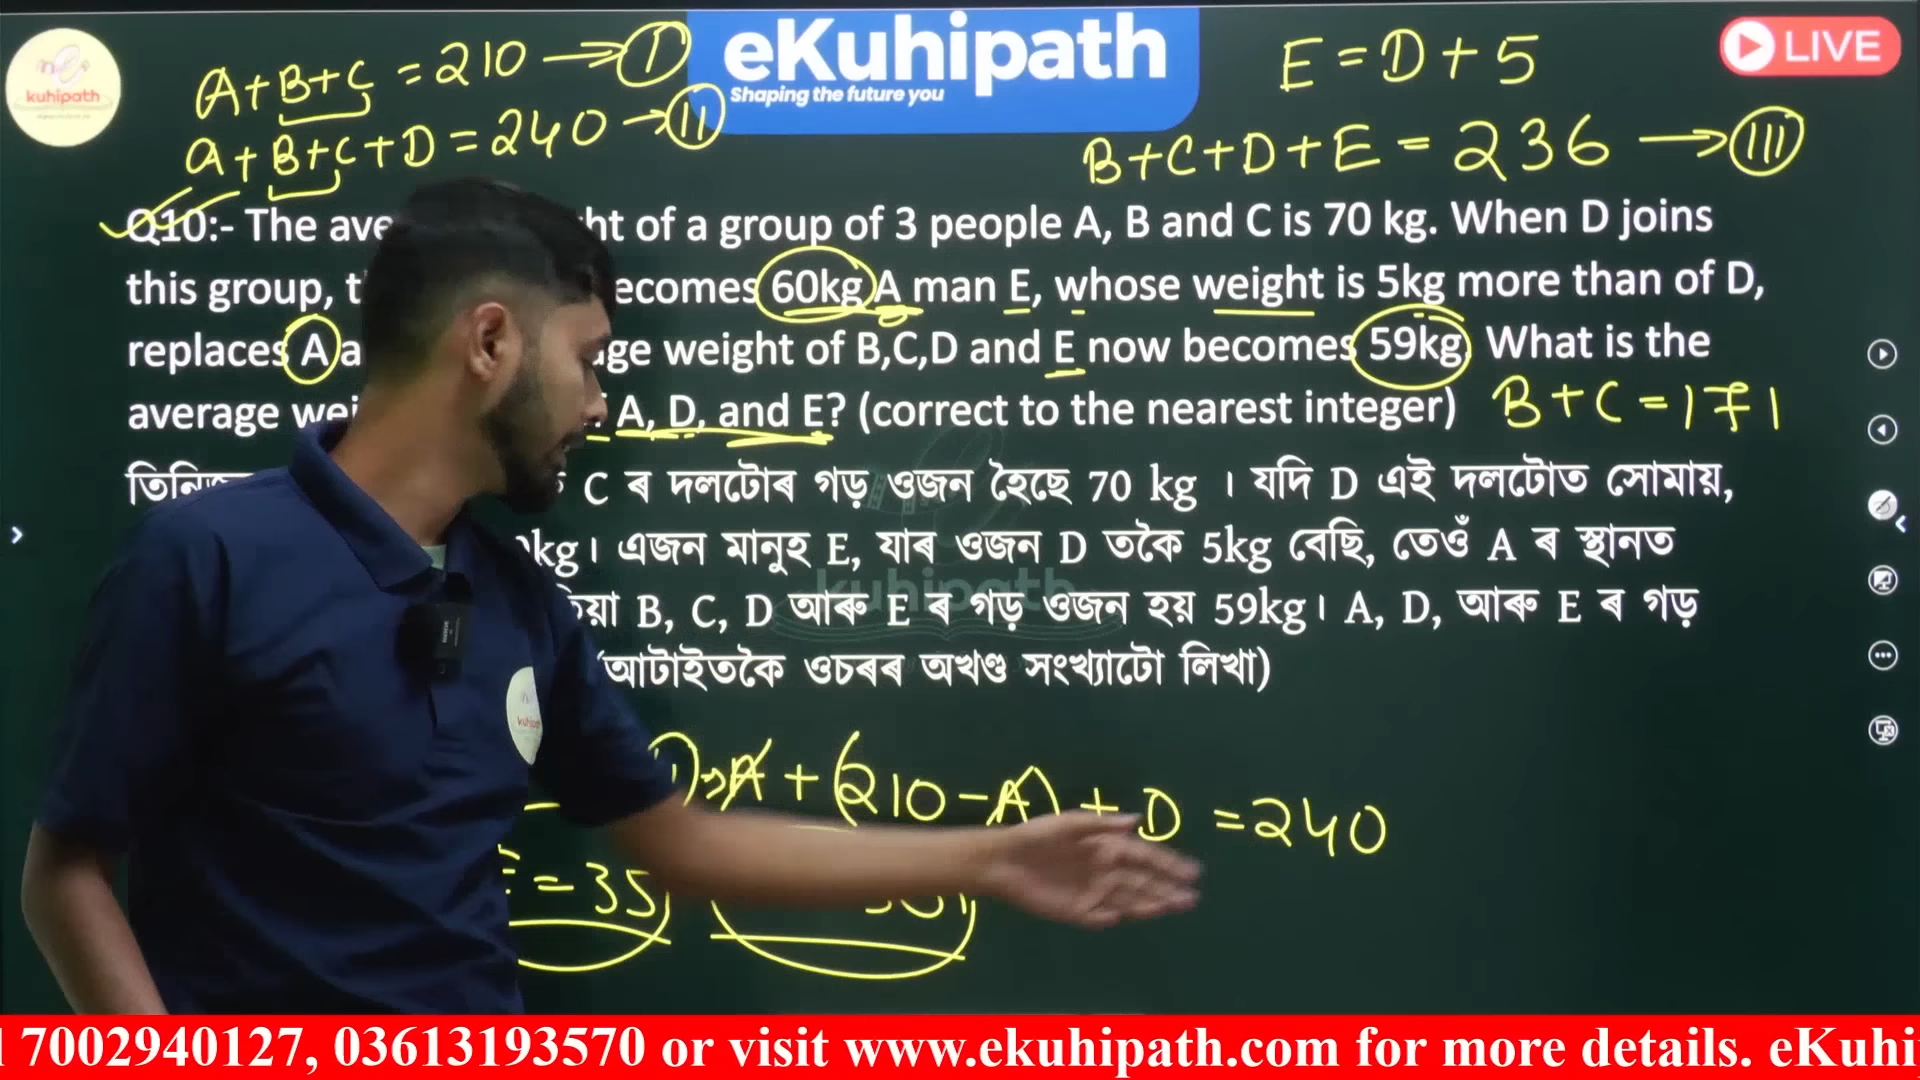 A+B+C = 210 → I
A+B+C+D = 240 → II
kuhipath
eKuhipath
Shaping the future you
E = D + 5
LIVE
B+C+D+E = 236 → III
Q10:- The ave ht of a group of 3 people A, B and C is 70 kg. When D joins
this group, t ecomes 60kg A man E, whose weight is 5kg more than of D,
replaces A a ge weight of B,C,D and E now becomes 59kg. What is the
average wei A, D, and E? (correct to the nearest integer)
B + C = 171
C ৰ দলটোৰ গড় ওজন হৈছে 70 kg । যদি D এই দলটোত সোমায়,
kg। এজন মানুহ E, যাৰ ওজন D তকৈ 5kg বেছি, তেওঁ A ৰ স্থানত
B, C, D আৰু E ৰ গড় ওজন হয় 59kg। A, D, আৰু E ৰ গড়
(আটাইতকৈ ওচৰৰ অখণ্ড সংখ্যাটো লিখা)
kuhipath
A + (210 - A) + D = 240
= 35
kuhip
7002940127, 03613193570 or visit www.ekuhipath.com for more details. eKuhi